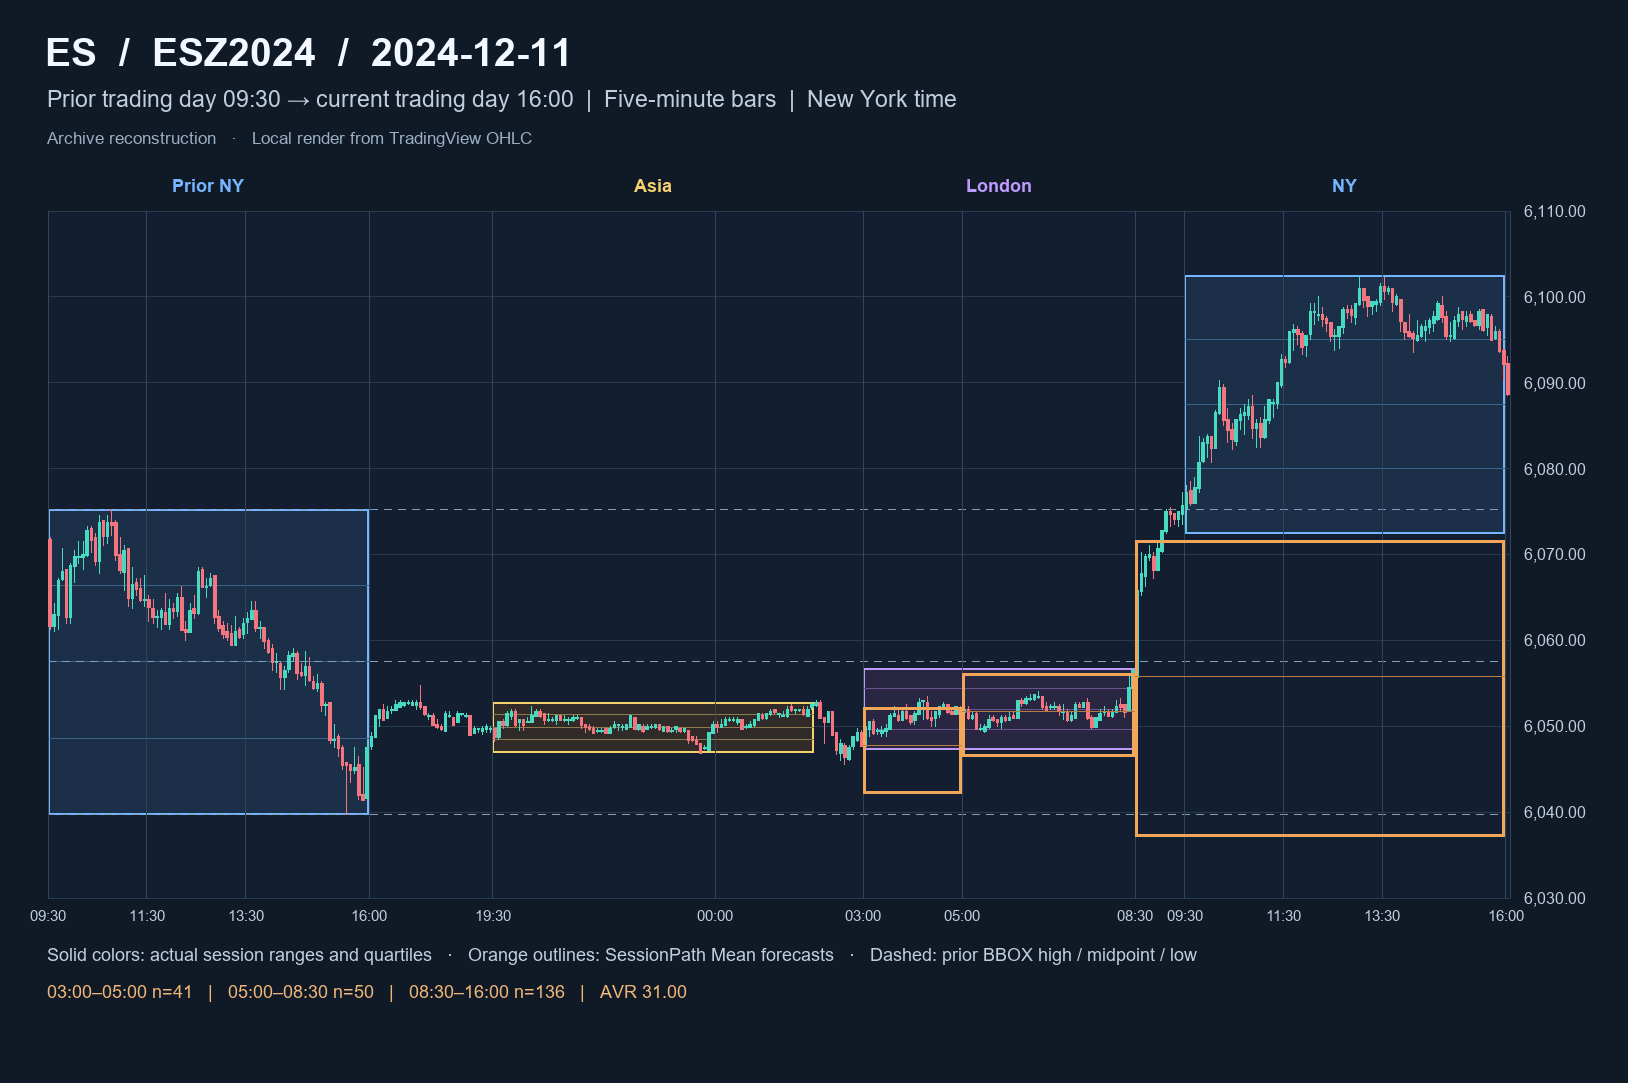 ES / ESZ2024 / 2024-12-11
Prior trading day 09:30 → current trading day 16:00 | Five-minute bars | New York time
Archive reconstruction · Local render from TradingView OHLC
Prior NY Asia London NY
6,110.00
6,100.00
6,090.00
6,080.00
6,070.00
6,060.00
6,050.00
6,040.00
6,030.00
09:30 11:30 13:30 16:00 19:30 00:00 03:00 05:00 08:30 09:30 11:30 13:30 16:00
Solid colors: actual session ranges and quartiles · Orange outlines: SessionPath Mean forecasts · Dashed: prior BBOX high / midpoint / low
03:00–05:00 n=41 | 05:00–08:30 n=50 | 08:30–16:00 n=136 | AVR 31.00